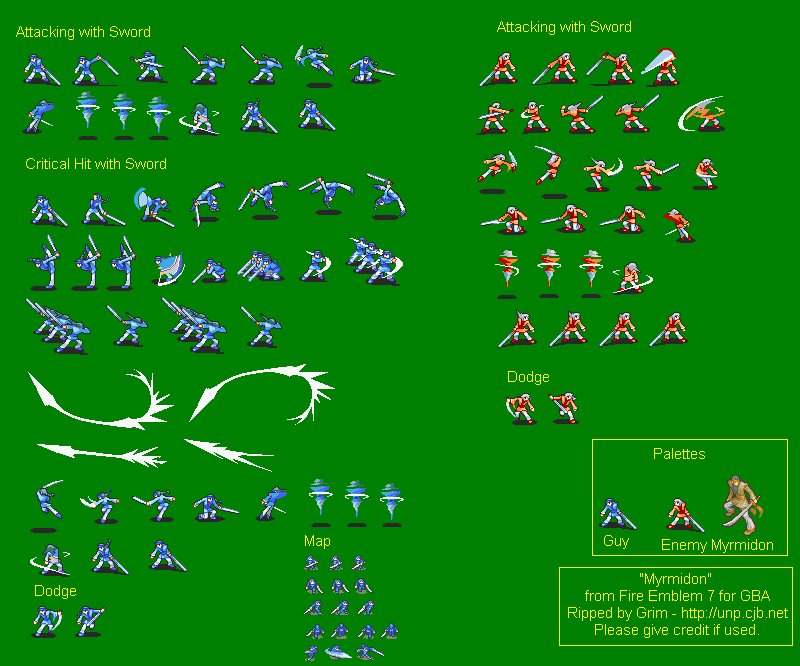 Attacking with Sword
Attacking with Sword
Critical Hit with Sword
Dodge
Palettes
Guy
Enemy Myrmidon
Map
Dodge
"Myrmidon"
from Fire Emblem 7 for GBA
Ripped by Grim - http://unp.cjb.net
Please give credit if used.